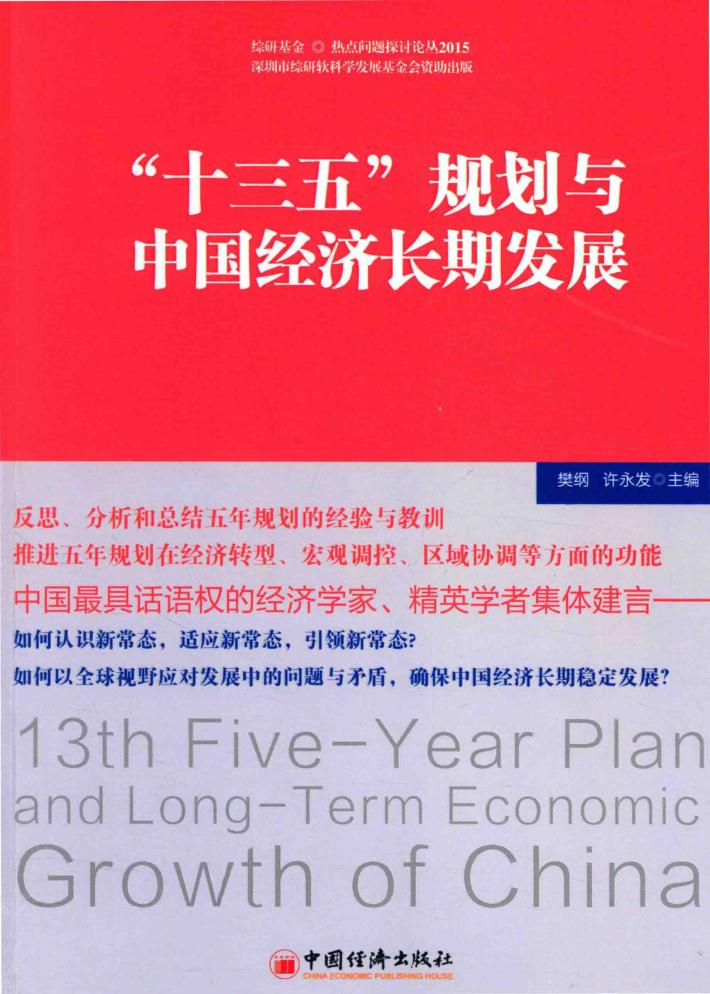 综研基金 ◎ 热点问题探讨论丛2015
深圳市综研软科学发展基金会资助出版
“十三五”规划与
中国经济长期发展
樊纲 许永发◎主编
反思、分析和总结五年规划的经验与教训
推进五年规划在经济转型、宏观调控、区域协调等方面的功能
中国最具话语权的经济学家、精英学者集体建言——
如何认识新常态，适应新常态，引领新常态?
如何以全球视野应对发展中的问题与矛盾，确保中国经济长期稳定发展?
13th Five-Year Plan
and Long-Term Economic
Growth of China
中国经济出版社
CHINA ECONOMIC PUBLISHING HOUSE